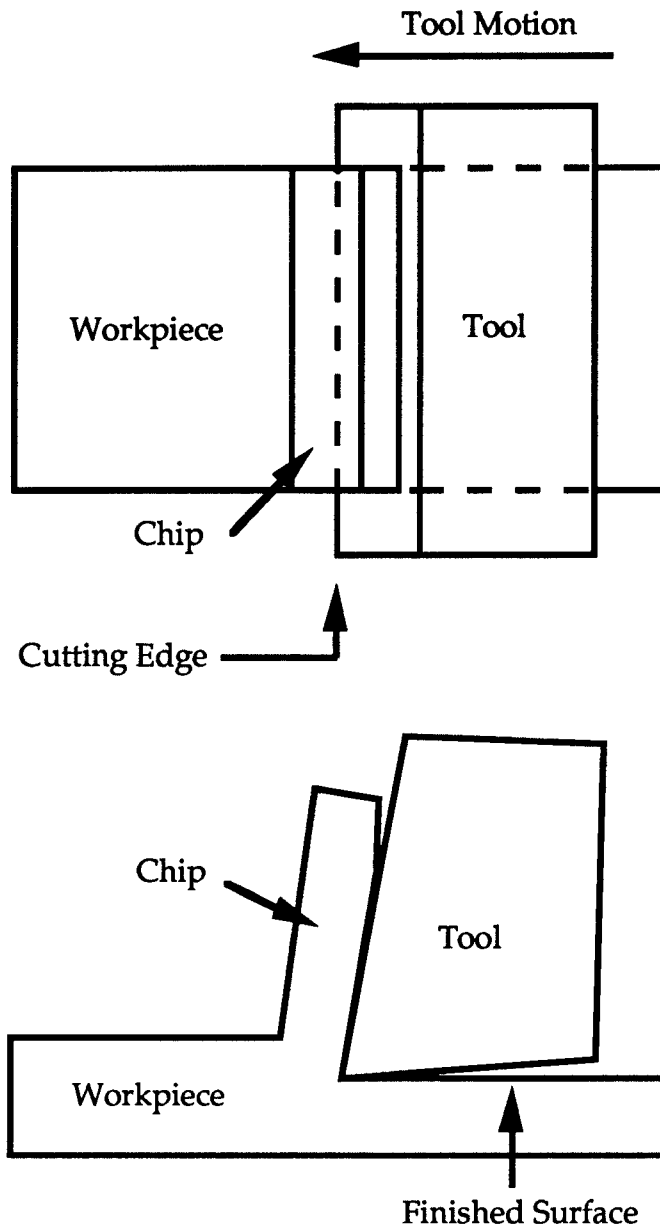 Tool Motion
Workpiece
Tool
Chip
Cutting Edge
Chip
Tool
Workpiece
Finished Surface